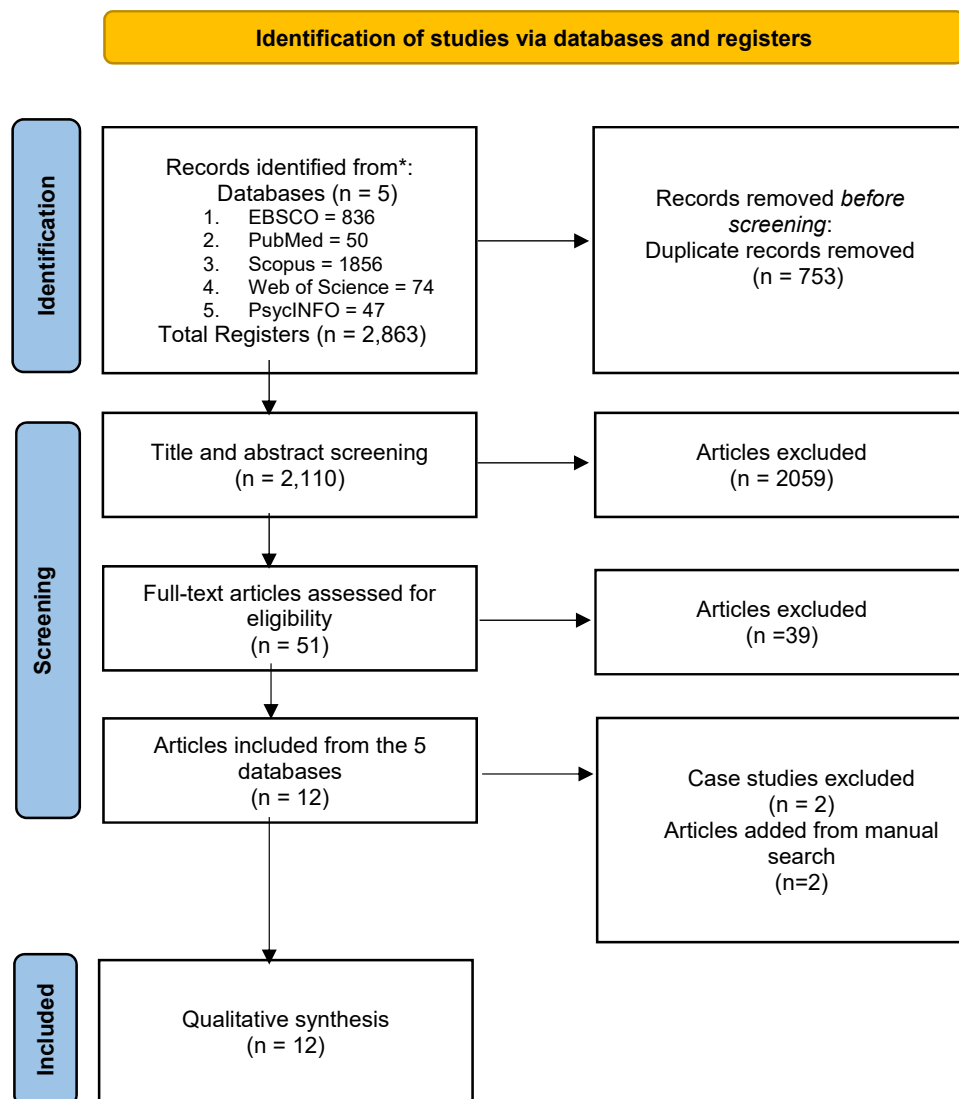 Identification of studies via databases and registers
Identification
Records identified from*:
Databases (n = 5)
1. EBSCO = 836
2. PubMed = 50
3. Scopus = 1856
4. Web of Science = 74
5. PsycINFO = 47
Total Registers (n = 2,863)
Records removed before
screening:
Duplicate records removed
(n = 753)
Screening
Title and abstract screening
(n = 2,110)
Articles excluded
(n = 2059)
Full-text articles assessed for
eligibility
(n = 51)
Articles excluded
(n =39)
Articles included from the 5
databases
(n = 12)
Case studies excluded
(n = 2)
Articles added from manual
search
(n=2)
Included
Qualitative synthesis
(n = 12)